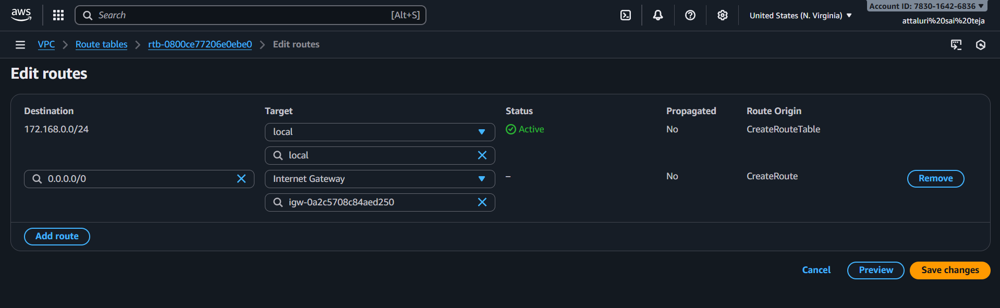 aws
Search [Alt+S]
United States (N. Virginia)
Account ID: 7830-1642-6836
attaluri%20sai%20teja
VPC > Route tables > rtb-0800ce77206e0ebe0 > Edit routes
Edit routes
Destination Target Status Propagated Route Origin
172.168.0.0/24 local Active No CreateRouteTable
local
0.0.0.0/0 Internet Gateway – No CreateRoute Remove
igw-0a2c5708c84aed250
Add route
Cancel Preview Save changes